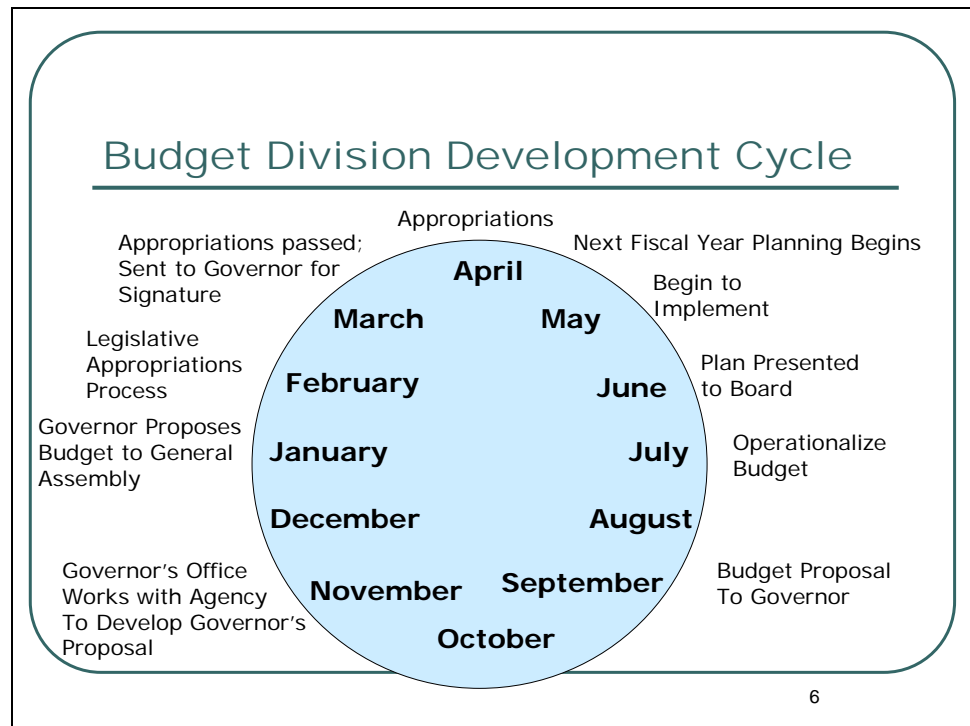 Budget Division Development Cycle
Appropriations
Appropriations passed;
Sent to Governor for
Signature
Next Fiscal Year Planning Begins
April
Begin to
Implement
March
May
Legislative
Appropriations
Process
Plan Presented
to Board
February
June
Governor Proposes
Budget to General
Assembly
January
July
Operationalize
Budget
December
August
Governor's Office
Works with Agency
To Develop Governor's
Proposal
November
September
Budget Proposal
To Governor
October
6